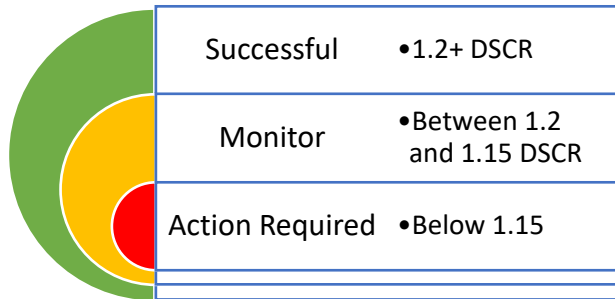 Successful •1.2+ DSCR
Monitor •Between 1.2
and 1.15 DSCR
Action Required •Below 1.15